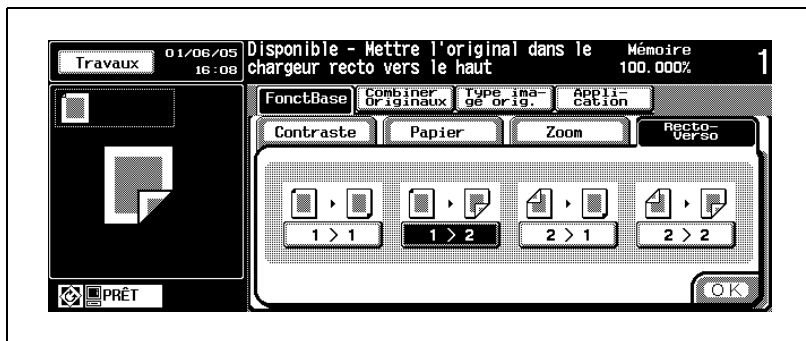 Travaux
01/06/05
16:08
Disponible - Mettre l'original dans le
chargeur recto vers le haut
Mémoire
100.000%
1
FonctBase
Combiner
Originaux
Type ima-
ge orig.
Appli-
cation
Contraste
Papier
Zoom
Recto-
Verso
1 > 1
1 > 2
2 > 1
2 > 2
PRÊT
OK